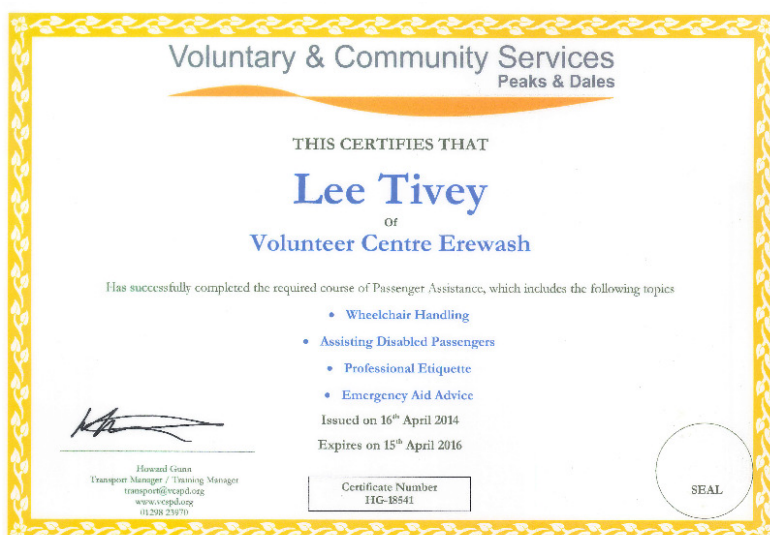 Voluntary & Community Services
Peaks & Dales
THIS CERTIFIES THAT
Lee Tivey
Of
Volunteer Centre Erewash
Has successfully completed the required course of Passenger Assistance, which includes the following topics
• Wheelchair Handling
• Assisting Disabled Passengers
• Professional Etiquette
• Emergency Aid Advice
Issued on 16th April 2014
Expires on 15th April 2016
Howard Gunn
Transport Manager / Training Manager
transport@vcspd.org
www.vcspd.org
01298 23970
Certificate Number
HG-18541
SEAL